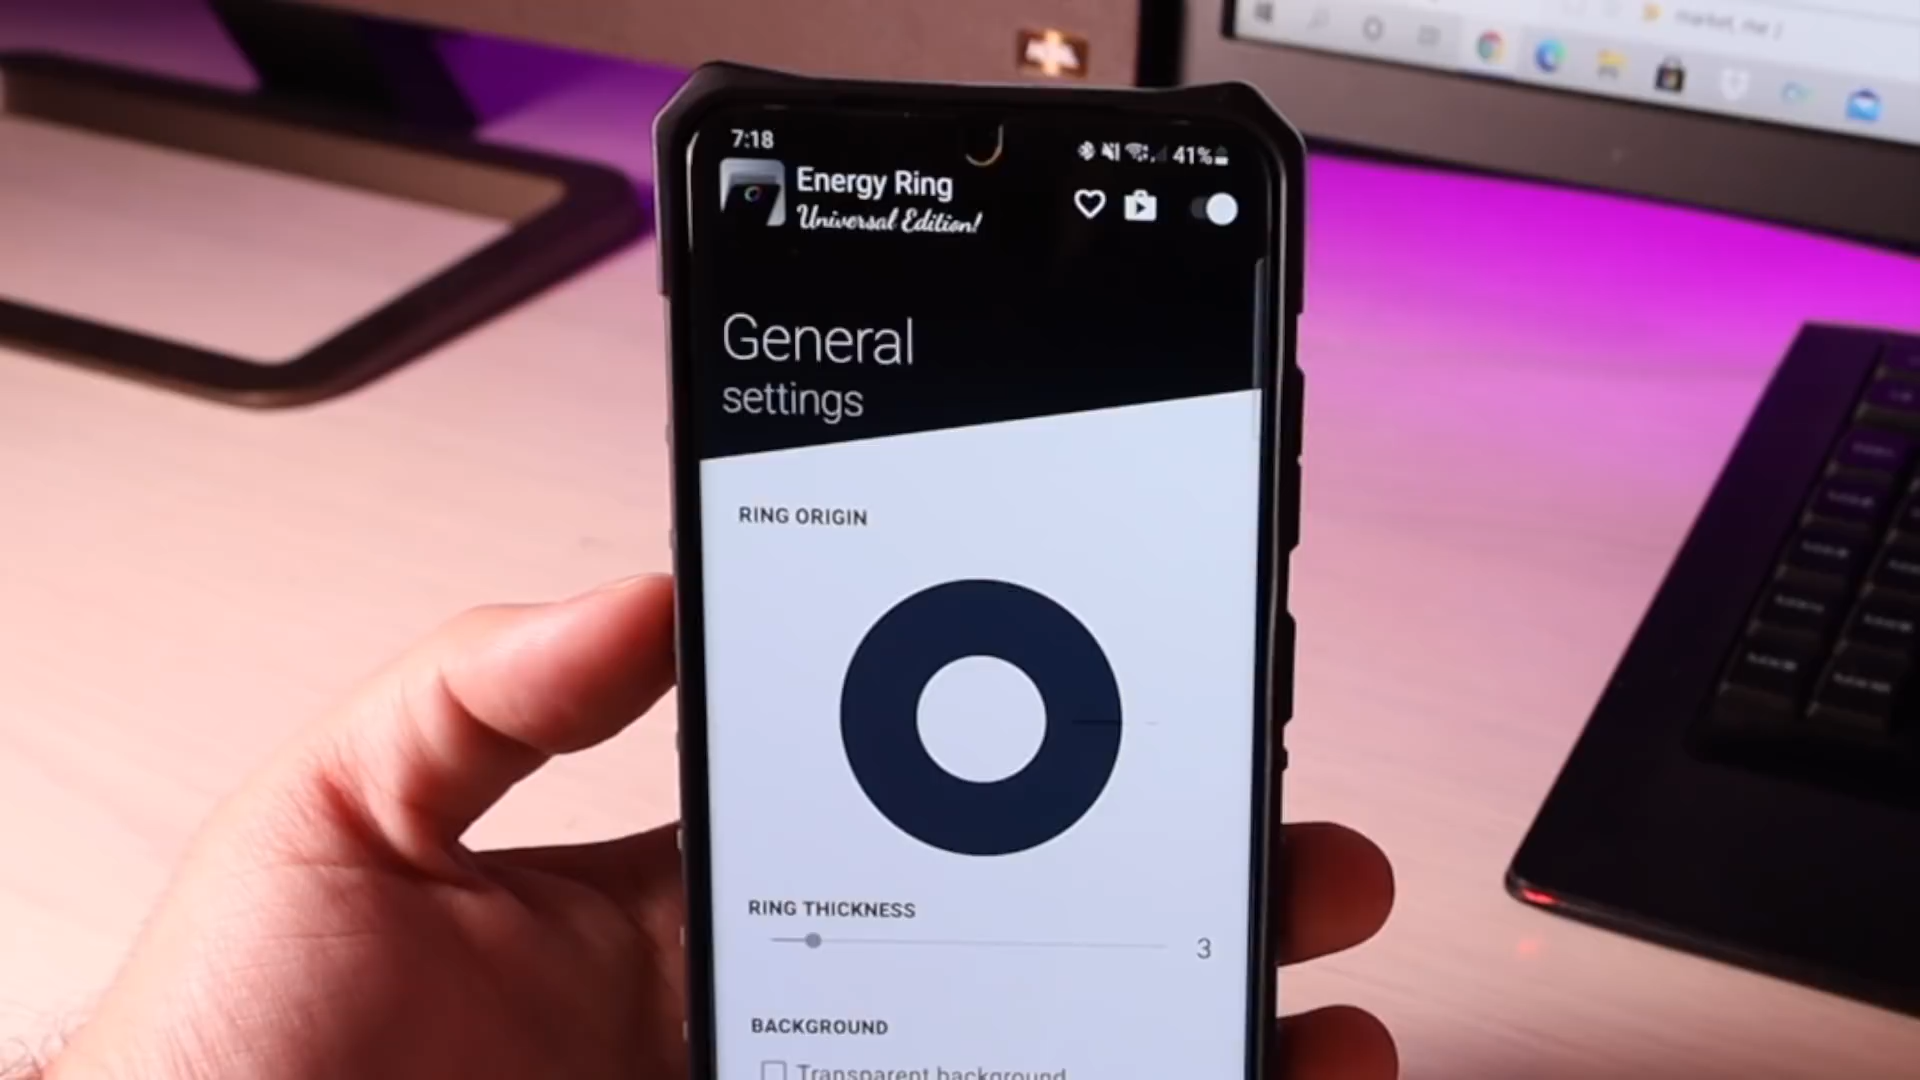 7:18
41%
Energy Ring
Universal Edition!
General
settings
RING ORIGIN
RING THICKNESS
3
BACKGROUND
Transparent background